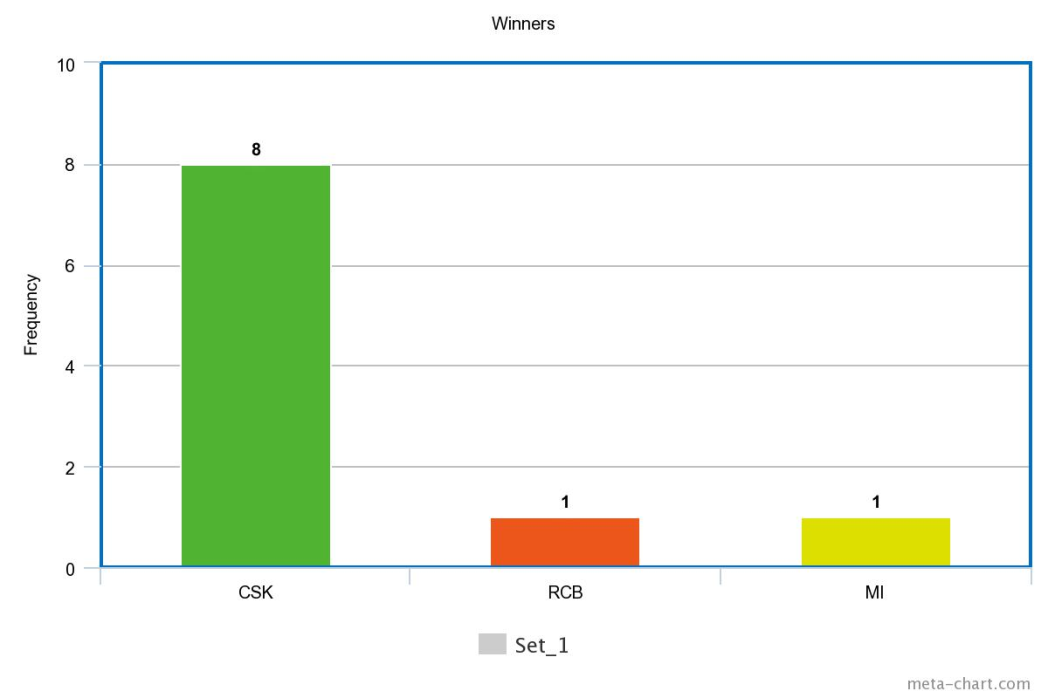 Winners
10
8
8
6
Frequency
4
2
1
1
0
CSK
RCB
MI
Set_1
meta-chart.com